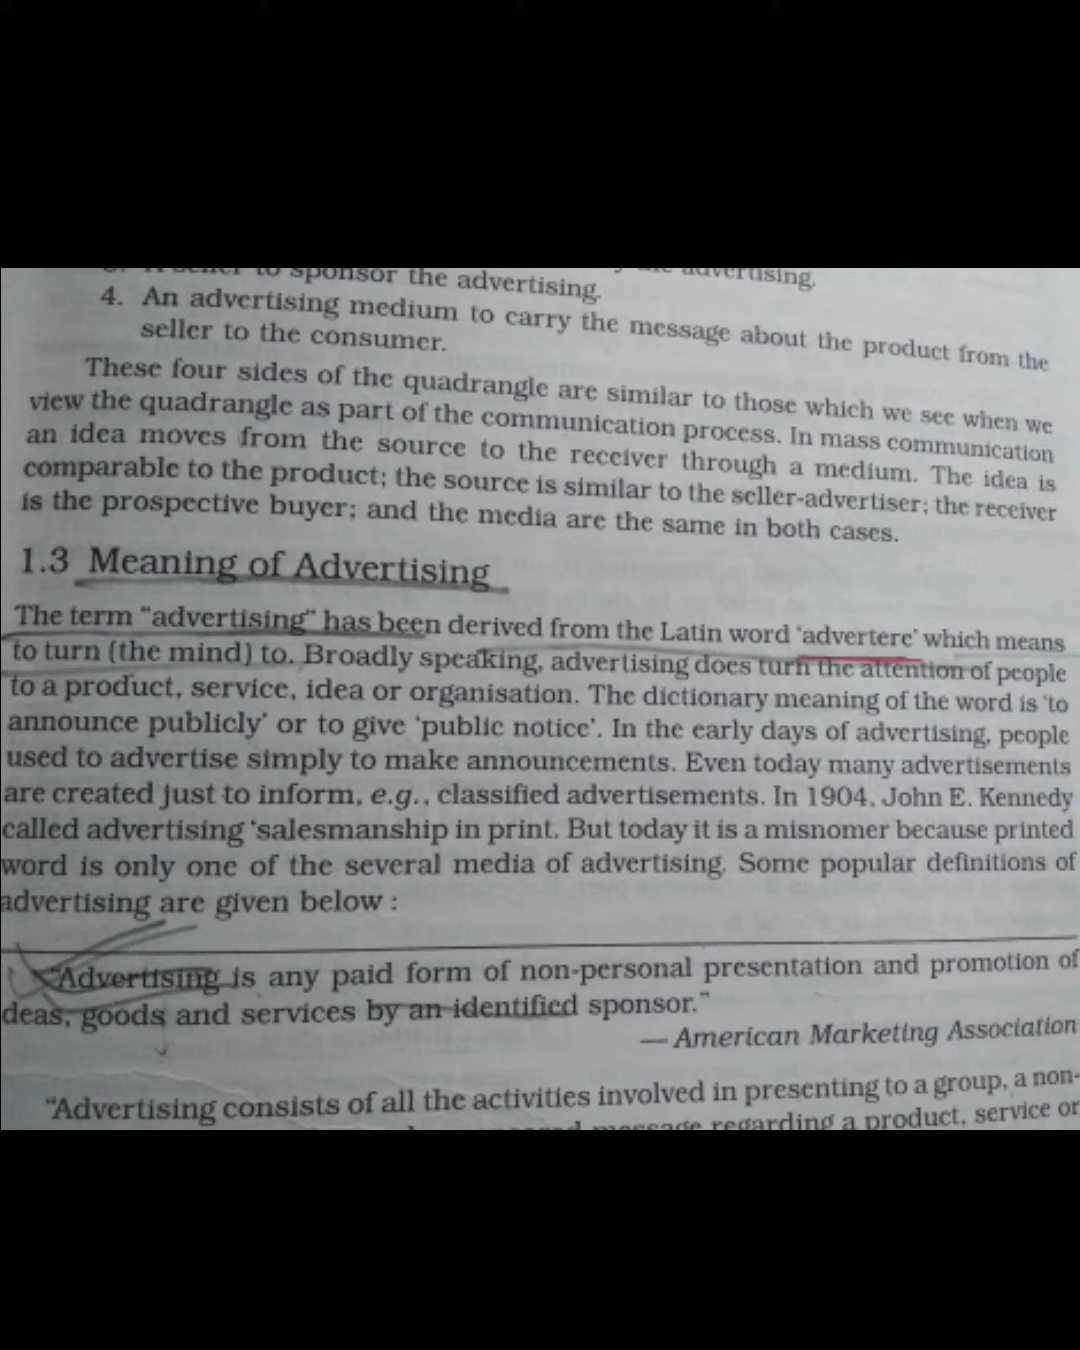 to sponsor the advertising.
advertising.
4. An advertising medium to carry the message about the product from the
seller to the consumer.
These four sides of the quadrangle are similar to those which we see when we
view the quadrangle as part of the communication process. In mass communication
an idea moves from the source to the receiver through a medium. The idea is
comparable to the product; the source is similar to the seller-advertiser; the receiver
is the prospective buyer; and the media are the same in both cases.
1.3 Meaning of Advertising
The term “advertising” has been derived from the Latin word ‘advertere’ which means
to turn (the mind) to. Broadly speaking, advertising does turn the attention of people
to a product, service, idea or organisation. The dictionary meaning of the word is ‘to
announce publicly’ or to give ‘public notice’. In the early days of advertising, people
used to advertise simply to make announcements. Even today many advertisements
are created just to inform, e.g., classified advertisements. In 1904, John E. Kennedy
called advertising ‘salesmanship in print. But today it is a misnomer because printed
word is only one of the several media of advertising. Some popular definitions of
advertising are given below :
“Advertising is any paid form of non-personal presentation and promotion of
deas, goods and services by an identified sponsor.”
— American Marketing Association
“Advertising consists of all the activities involved in presenting to a group, a non-
message regarding a product, service or